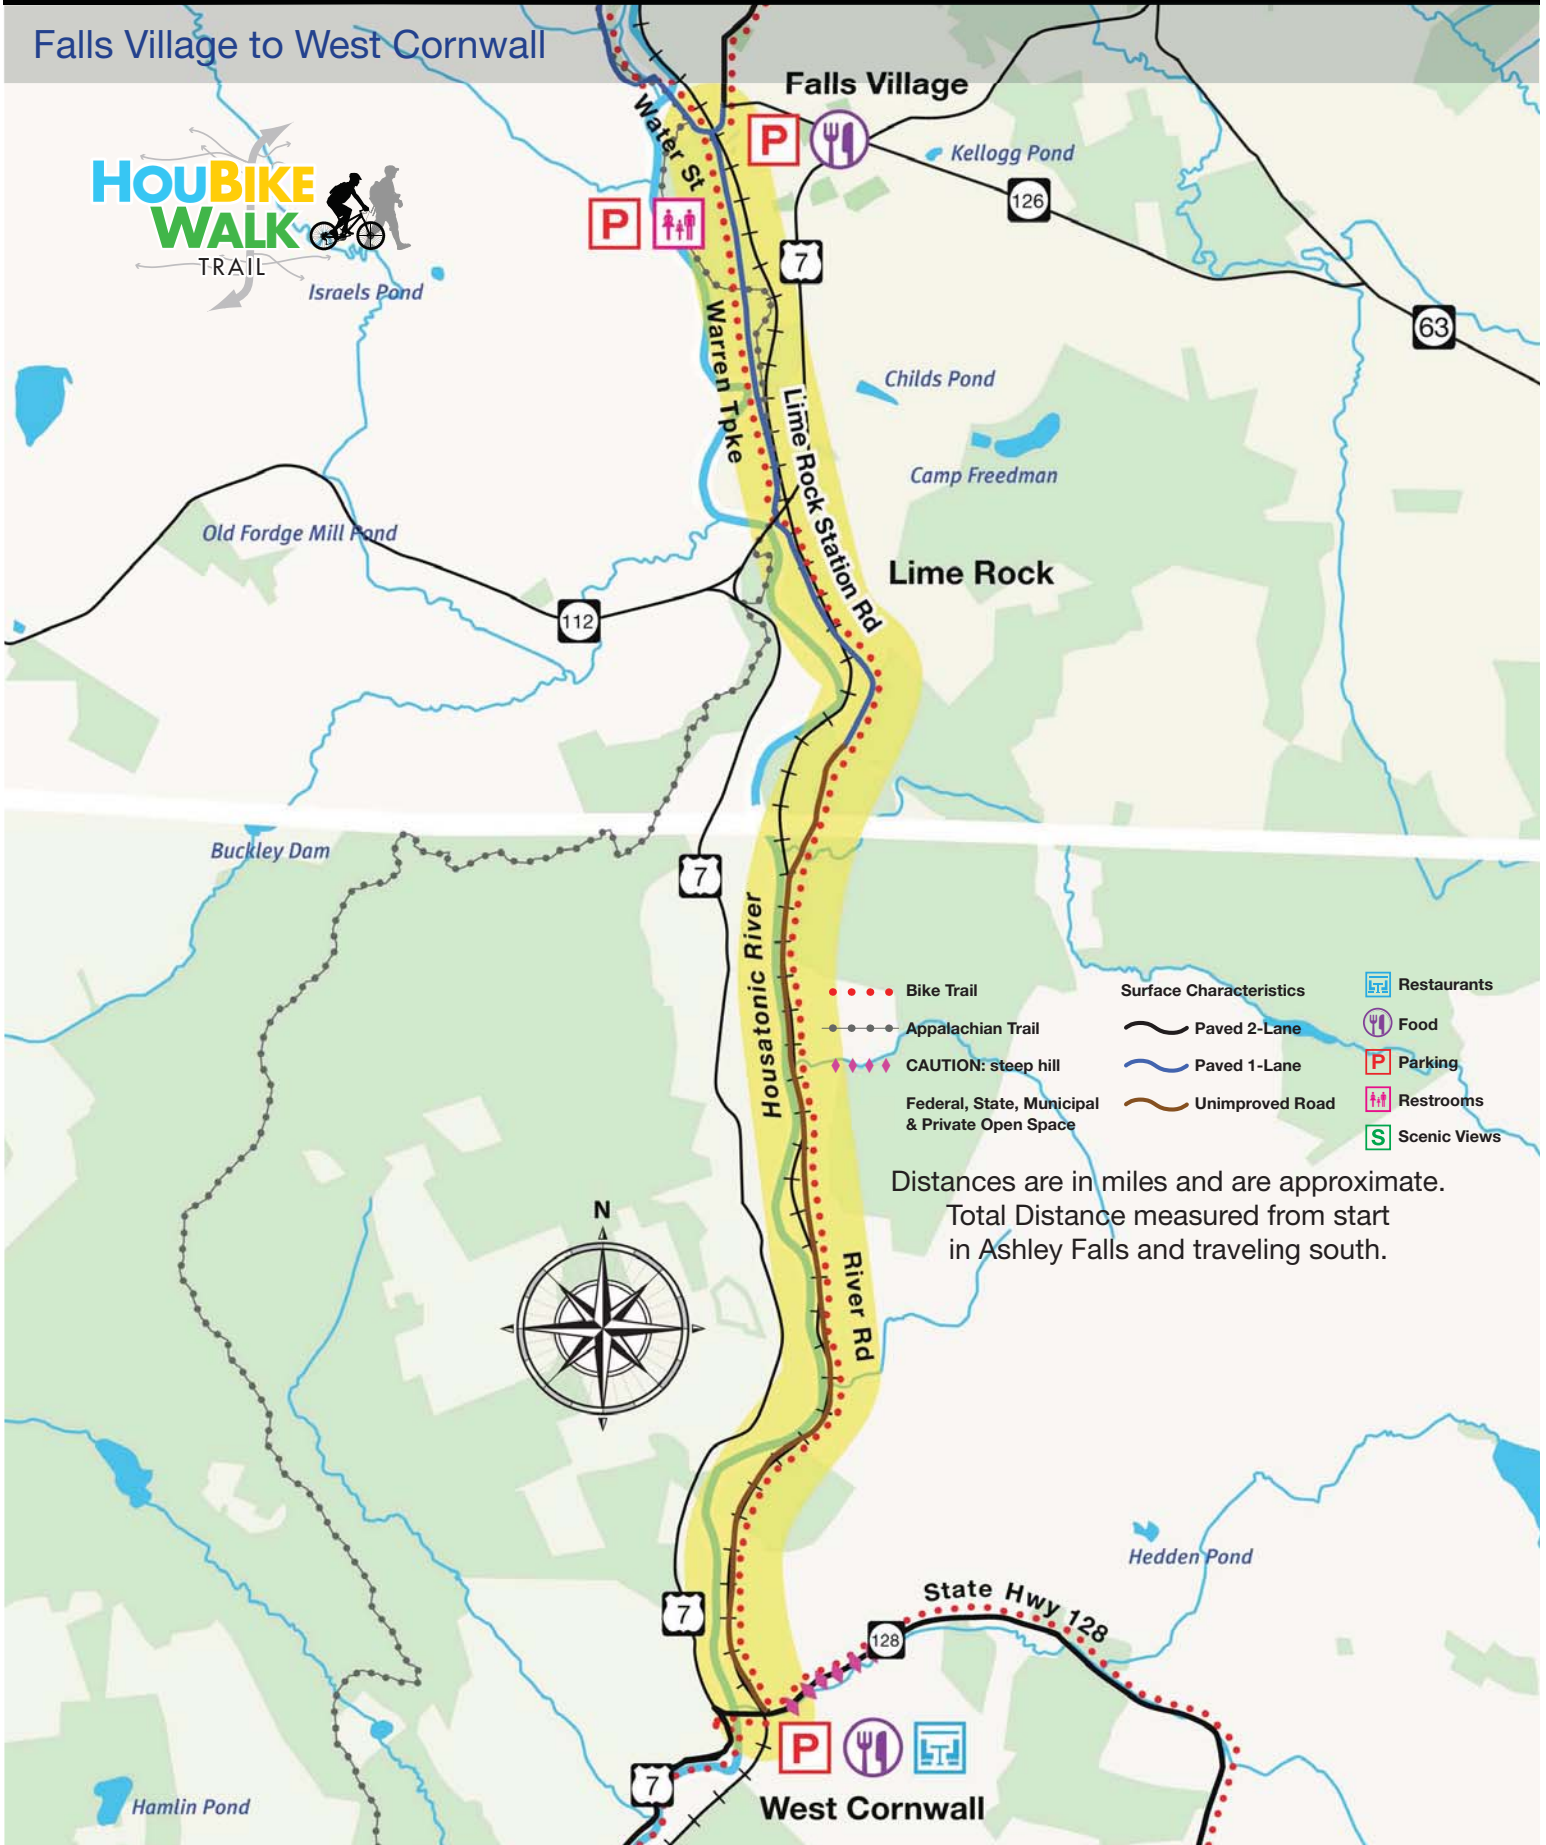 Falls Village to West Cornwall
Falls Village
Water St
P
Kellogg Pond
126
HOUBIKE
WALK
TRAIL
P
7
Israels Pond
Warren Tpke
63
Childs Pond
Lime Rock Station Rd
Camp Freedman
Old Fordge Mill Pond
Lime Rock
112
Buckley Dam
7
Housatonic River
Bike Trail
Appalachian Trail
CAUTION: steep hill
Federal, State, Municipal
& Private Open Space
Surface Characteristics
Paved 2-Lane
Paved 1-Lane
Unimproved Road
Restaurants
Food
P Parking
Restrooms
S Scenic Views
Distances are in miles and are approximate.
Total Distance measured from start
in Ashley Falls and traveling south.
N
River Rd
Hedden Pond
State Hwy 128
7
128
P
7
Hamlin Pond
West Cornwall